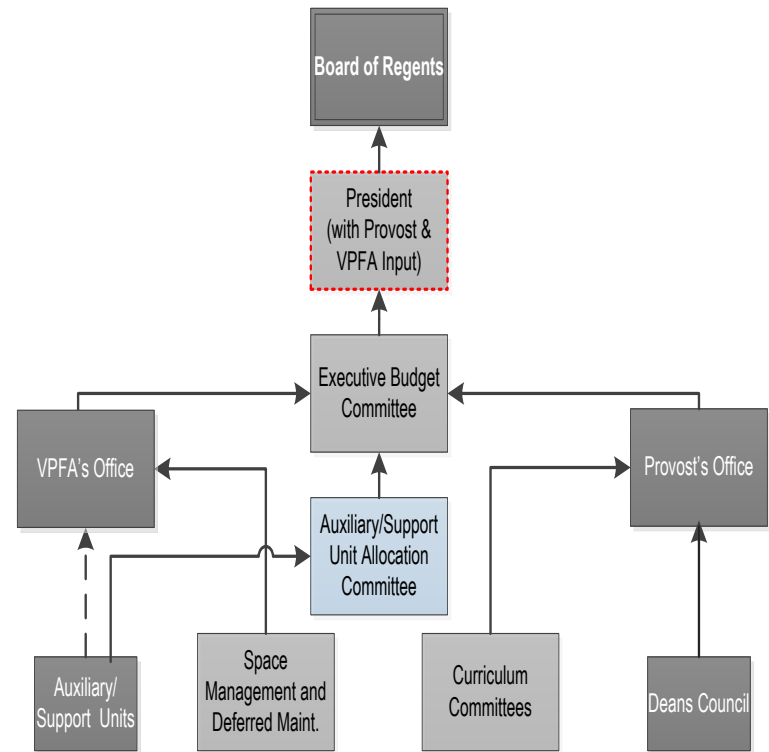 Board of Regents
President
(with Provost &
VPFA Input)
Executive Budget
Committee
VPFA's Office
Provost's Office
Auxiliary/Support
Unit Allocation
Committee
Auxiliary/
Support Units
Space
Management and
Deferred Maint.
Curriculum
Committees
Deans Council